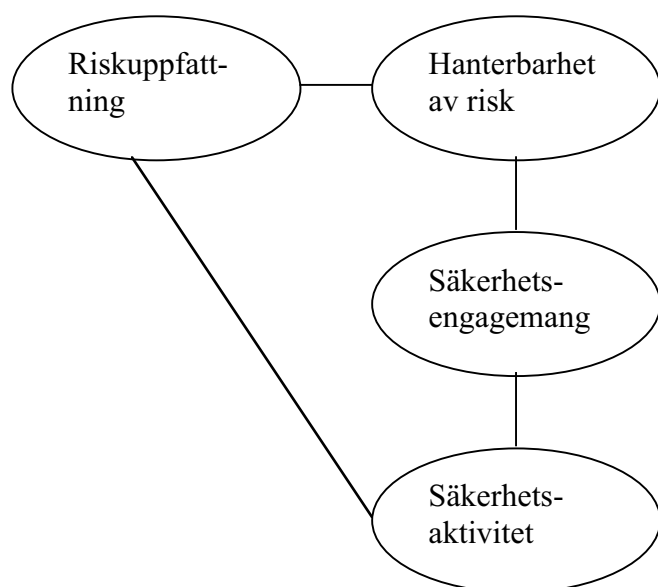 Riskuppfatt-
ning
Hanterbarhet
av risk
Säkerhets-
engagemang
Säkerhets-
aktivitet